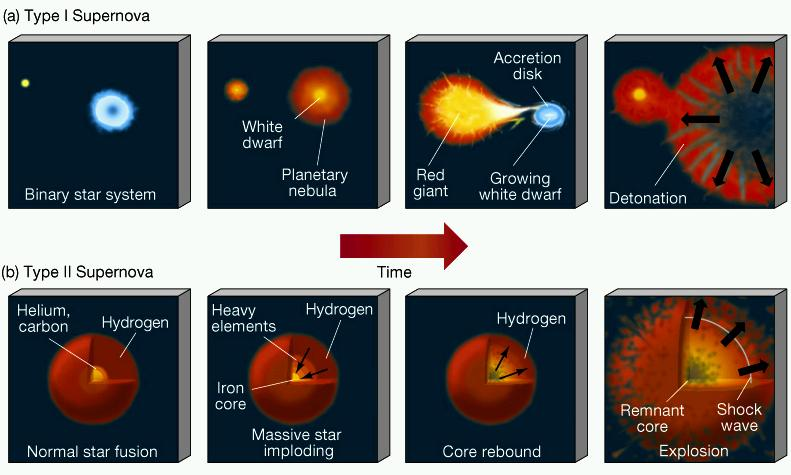 (a) Type I Supernova
Binary star system
White
dwarf
Planetary
nebula
Accretion
disk
Red
giant
Growing
white dwarf
Detonation
Time
(b) Type II Supernova
Helium,
carbon
Hydrogen
Normal star fusion
Heavy
elements
Hydrogen
Iron
core
Massive star
imploding
Hydrogen
Core rebound
Remnant
core
Shock
wave
Explosion